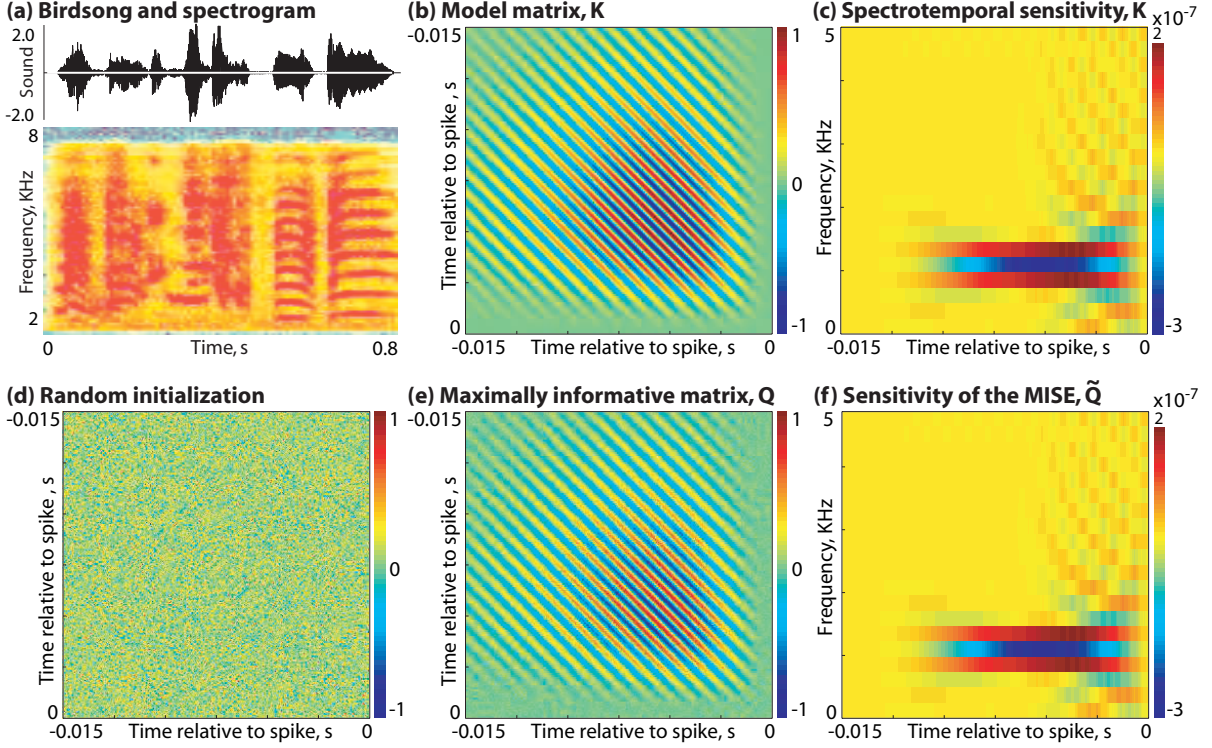 (a) Birdsong and spectrogram
2.0
Sound
-2.0
8
Frequency, KHz
2
0
Time, s
0.8
(b) Model matrix, K
-0.015
Time relative to spike , s
0
-0.015
Time relative to spike, s
0
1
0
-1
(c) Spectrotemporal sensitivity, K
x10-7
5
Frequency, KHz
0
-0.015
Time relative to spike, s
0
2
-3
(d) Random initialization
-0.015
Time relative to spike , s
0
-0.015
Time relative to spike, s
0
1
0
-1
(e) Maximally informative matrix, Q
-0.015
Time relative to spike , s
0
-0.015
Time relative to spike, s
0
1
0
-1
(f) Sensitivity of the MISE, Q̃
x10-7
5
Frequency, KHz
0
-0.015
Time relative to spike, s
0
2
-3